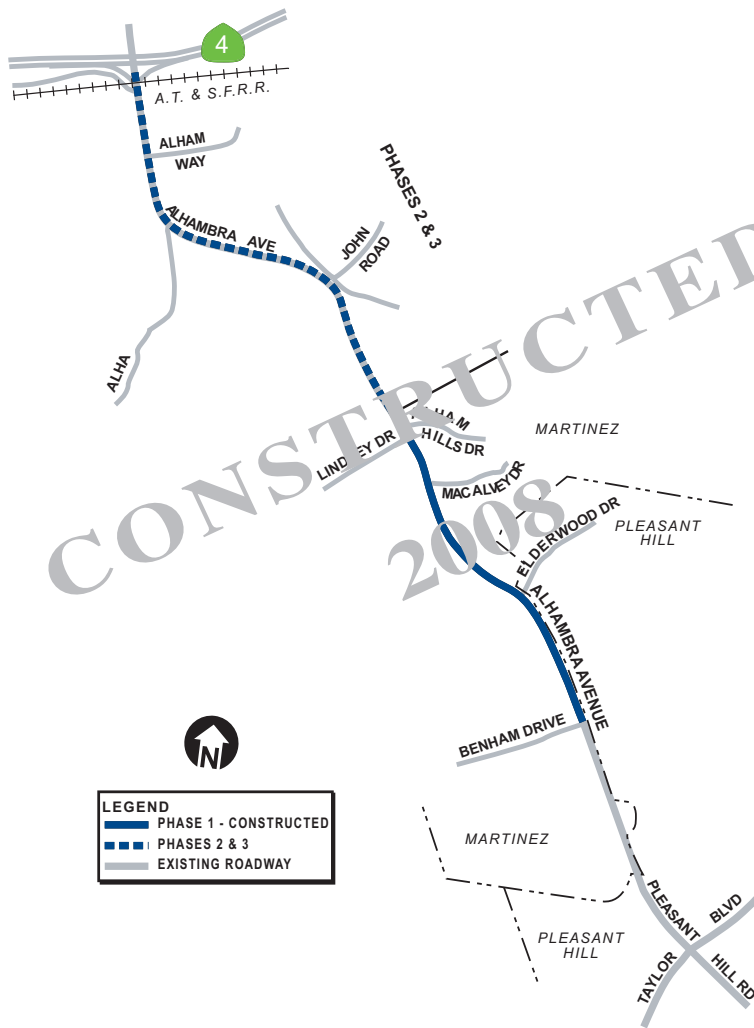 4
A.T. & S.F.R.R.
ALHAM
WAY
PHASES 2 & 3
ALHAMBRA AVE
JOHN
ROAD
ALHA
CONSTRUCTED
2008
HILLS DR
MARTINEZ
MACALVEY DR
PLEASANT
HILL
ELDERWOOD DR
ALHAMBRA AVENUE
BENHAM DRIVE
N
LEGEND
PHASE 1 - CONSTRUCTED
PHASES 2 & 3
EXISTING ROADWAY
MARTINEZ
PLEASANT
HILL
PLEASANT
HILL RD
TAYLOR
BLVD